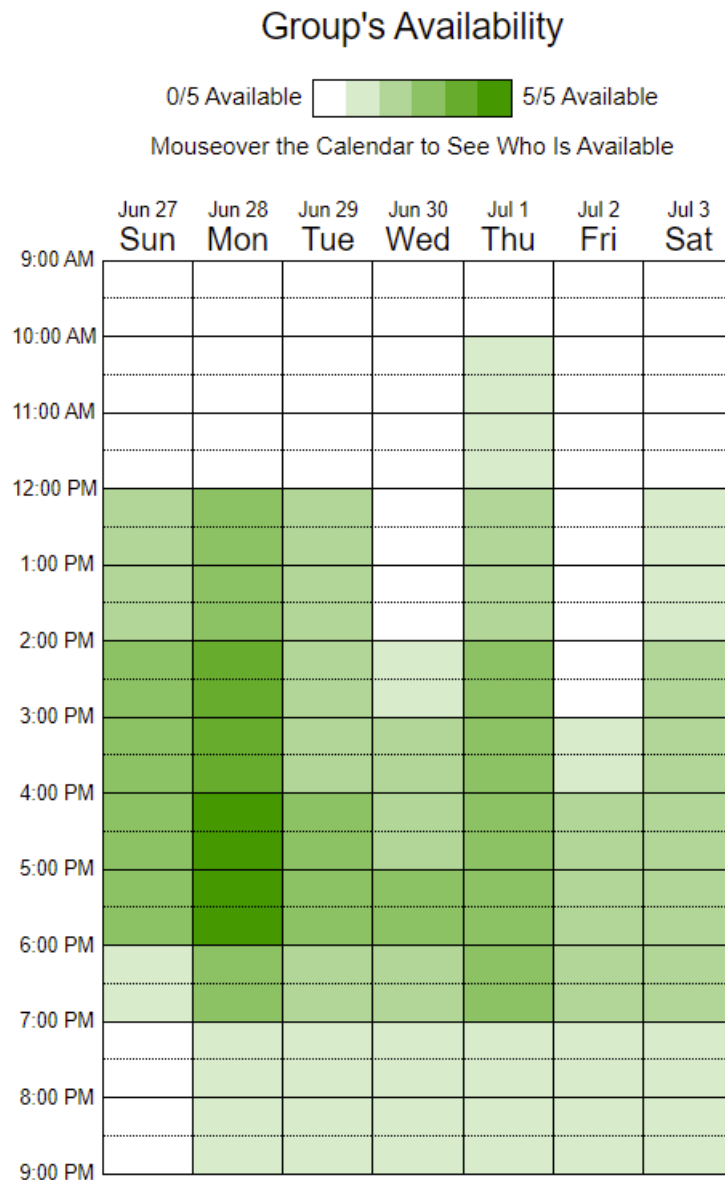 Group's Availability
0/5 Available 5/5 Available
Mouseover the Calendar to See Who Is Available
Jun 27 Jun 28 Jun 29 Jun 30 Jul 1 Jul 2 Jul 3
Sun Mon Tue Wed Thu Fri Sat
9:00 AM
10:00 AM
11:00 AM
12:00 PM
1:00 PM
2:00 PM
3:00 PM
4:00 PM
5:00 PM
6:00 PM
7:00 PM
8:00 PM
9:00 PM